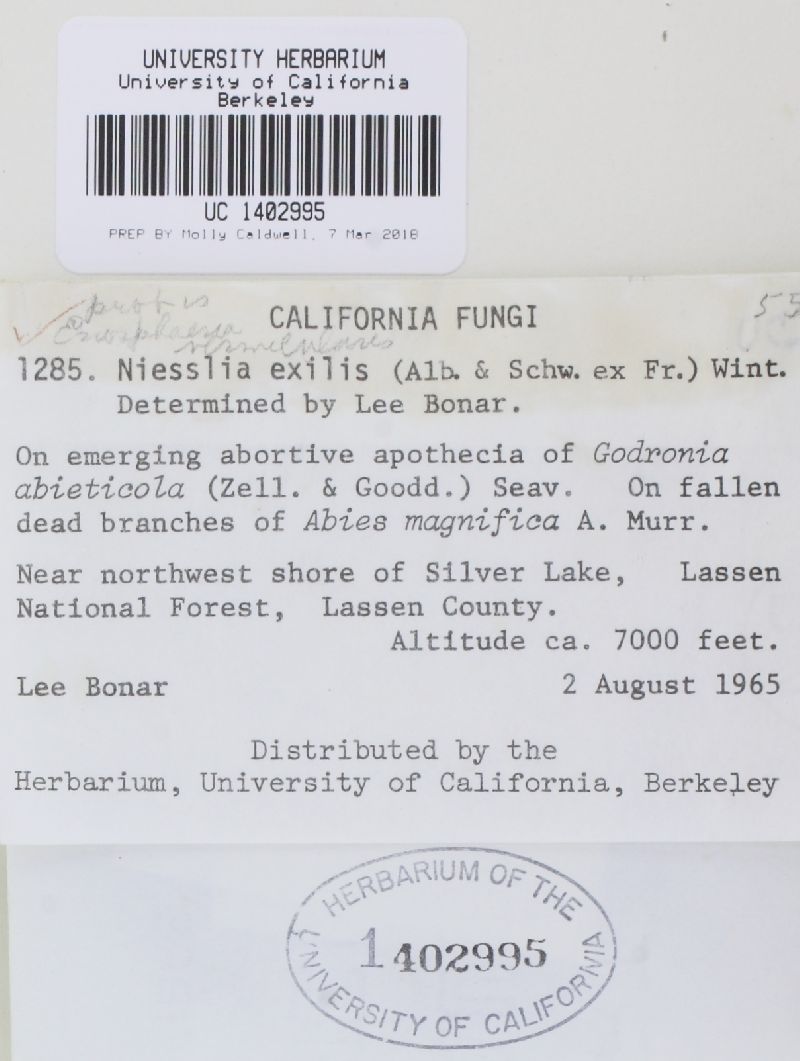 UNIVERSITY HERBARIUM
University of California
Berkeley
UC 1402995
PREP BY Molly Caldwell, 7 Mar 2018
CALIFORNIA FUNGI
55
1285. Niesslia exilis (Alb. & Schw. ex Fr.) Wint.
Determined by Lee Bonar.
On emerging abortive apothecia of Godronia
abieticola (Zell. & Goodd.) Seav. On fallen
dead branches of Abies magnifica A. Murr.
Near northwest shore of Silver Lake, Lassen
National Forest, Lassen County.
Altitude ca. 7000 feet.
Lee Bonar 2 August 1965
Distributed by the
Herbarium, University of California, Berkeley
HERBARIUM OF THE
1402995
UNIVERSITY OF CALIFORNIA